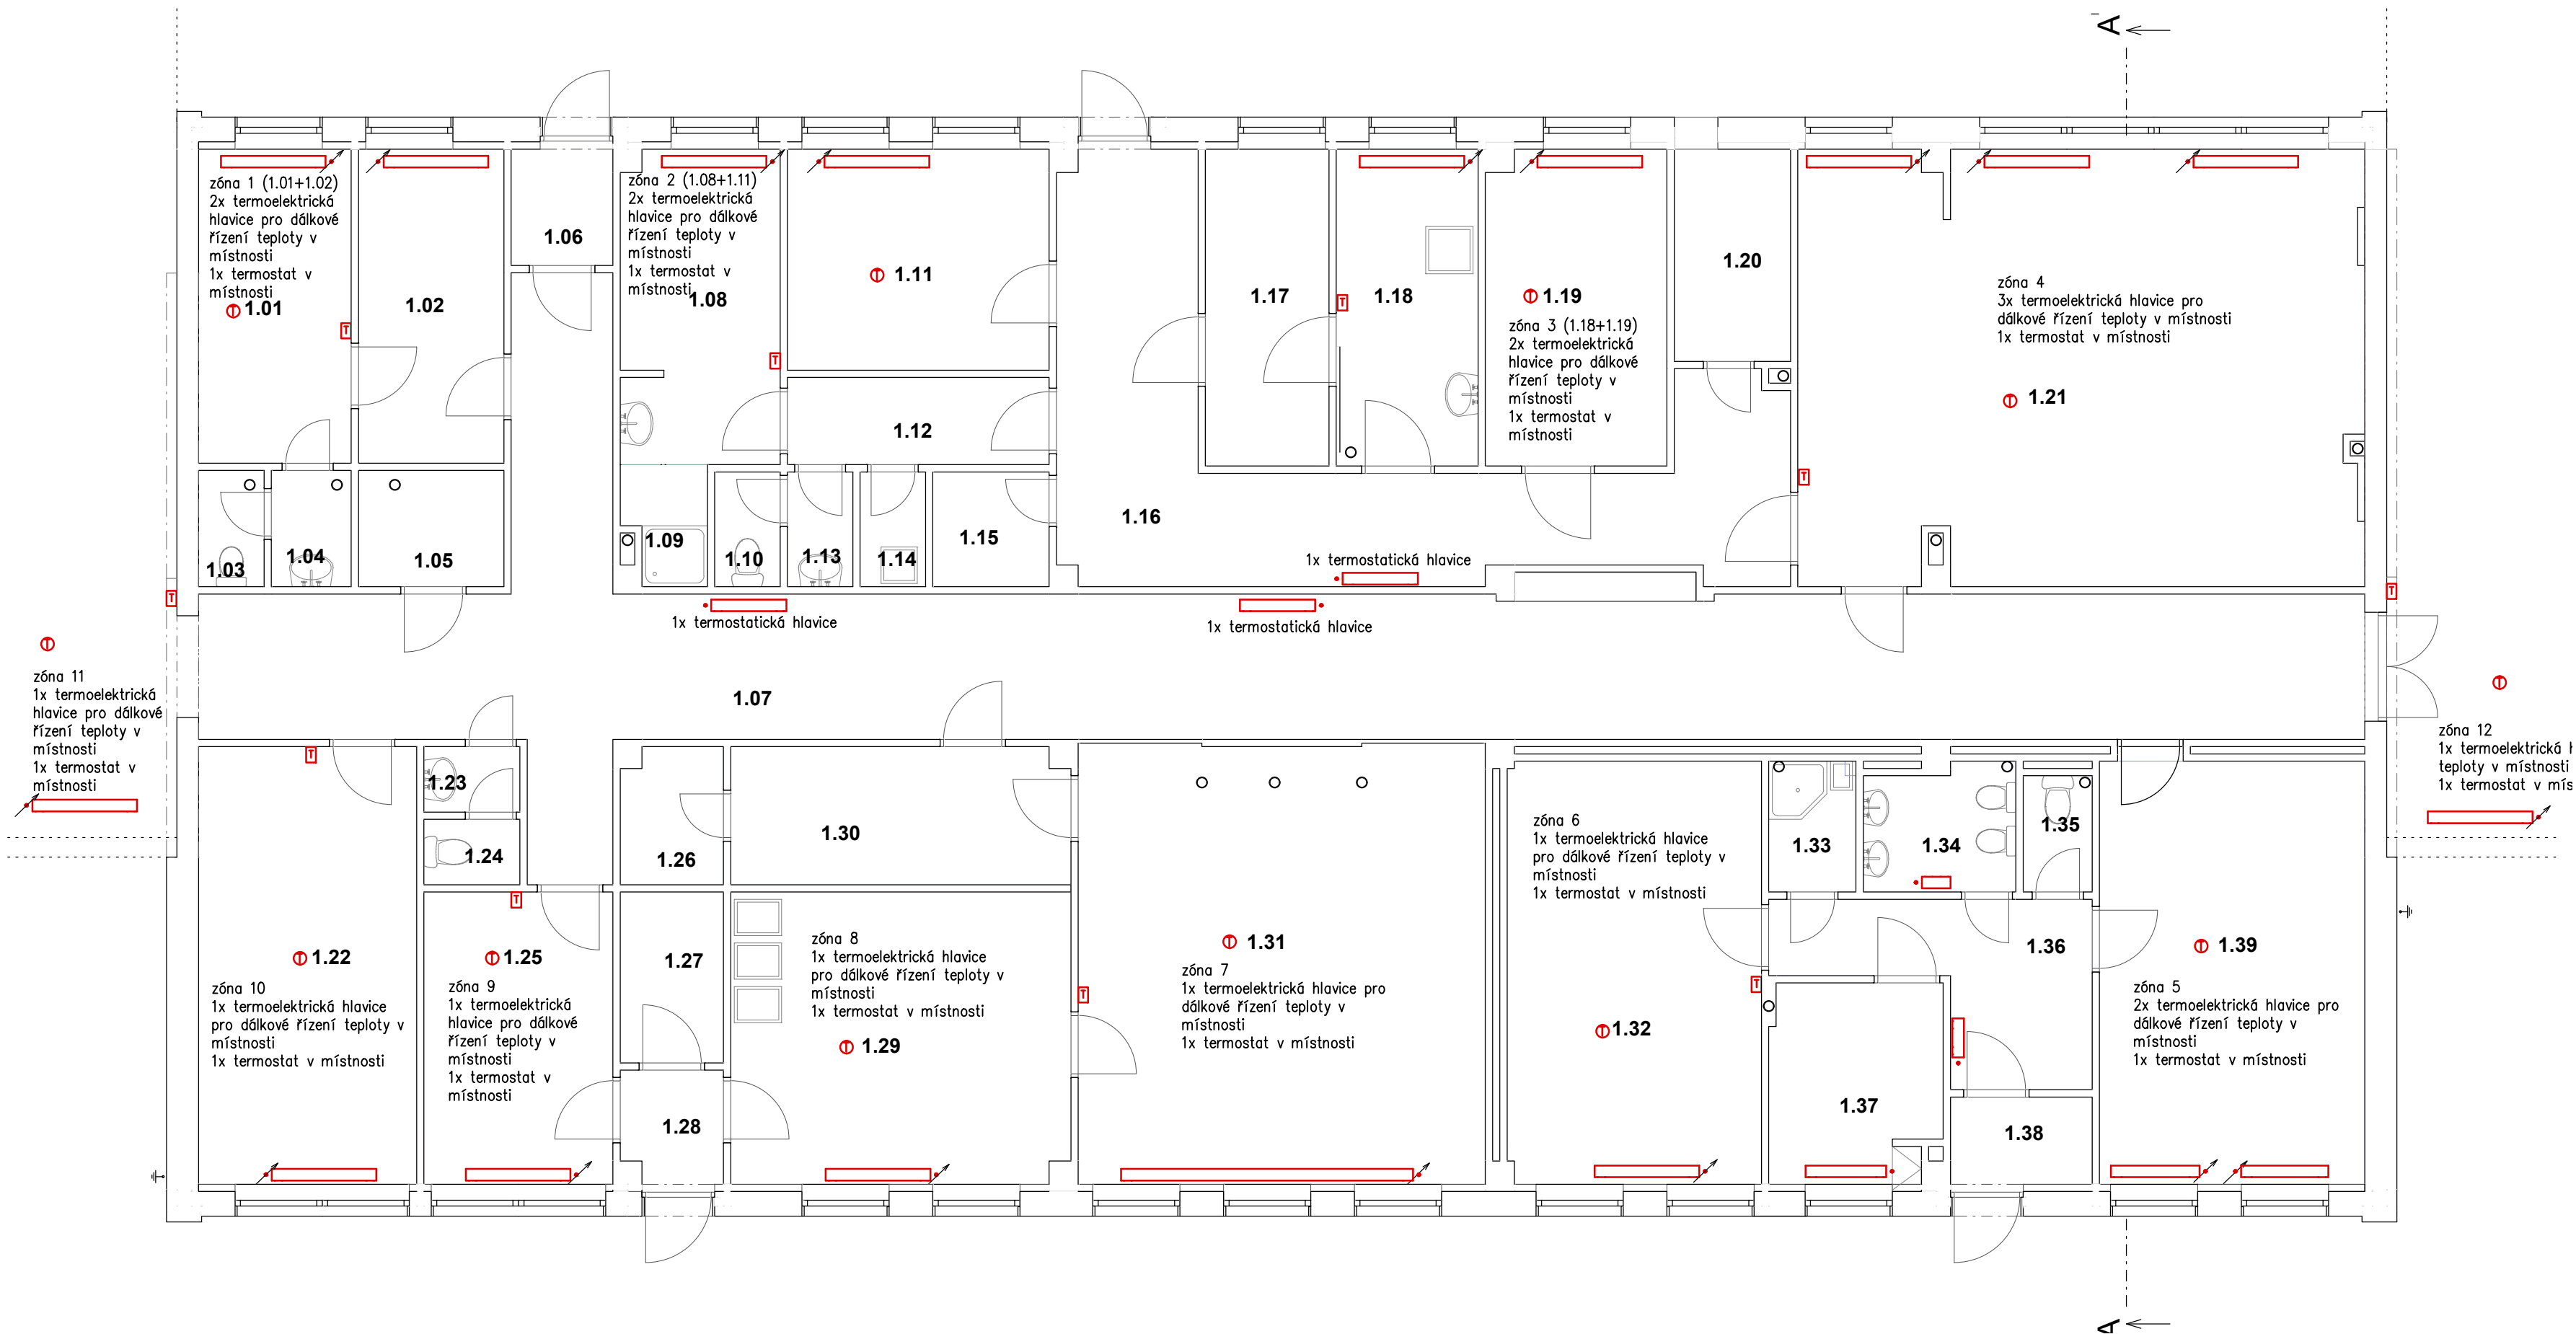 A
zóna 1 (1.01+1.02)
2x termoelektrická
hlavice pro dálkové
řízení teploty v
místnosti
1x termostat v
místnosti
1.01
T
1.02
1.06
zóna 2 (1.08+1.11)
2x termoelektrická
hlavice pro dálkové
řízení teploty v
místnosti
1x termostat v
místnosti
1.08
T
1.11
1.12
1.17
T
1.18
1.19
zóna 3 (1.18+1.19)
2x termoelektrická
hlavice pro dálkové
řízení teploty v
místnosti
1x termostat v
místnosti
1.20
zóna 4
3x termoelektrická hlavice pro
dálkové řízení teploty v místnosti
1x termostat v místnosti
1.21
T
1.03
1.04
1.05
1.09
1.10
1.13
1.14
1.15
1.16
1x termostatická hlavice
1x termostatická hlavice
1x termostatická hlavice
T
T
zóna 11
1x termoelektrická
hlavice pro dálkové
řízení teploty v
místnosti
1x termostat v
místnosti
1.07
zóna 12
1x termoelektrická
teploty v místnosti
1x termostat v
T
1.23
1.24
1.26
1.30
T
1.22
zóna 10
1x termoelektrická hlavice
pro dálkové řízení teploty v
místnosti
1x termostat v místnosti
1.25
zóna 9
1x termoelektrická
hlavice pro dálkové
řízení teploty v
místnosti
1x termostat v
místnosti
1.27
1.28
zóna 8
1x termoelektrická hlavice
pro dálkové řízení teploty v
místnosti
1x termostat v místnosti
1.29
T
1.31
zóna 7
1x termoelektrická hlavice pro
dálkové řízení teploty v
místnosti
1x termostat v místnosti
zóna 6
1x termoelektrická hlavice
pro dálkové řízení teploty v
místnosti
1x termostat v místnosti
T
1.32
1.33
1.34
1.35
1.36
1.37
1.38
1.39
zóna 5
2x termoelektrická hlavice pro
dálkové řízení teploty v
místnosti
1x termostat v místnosti
A